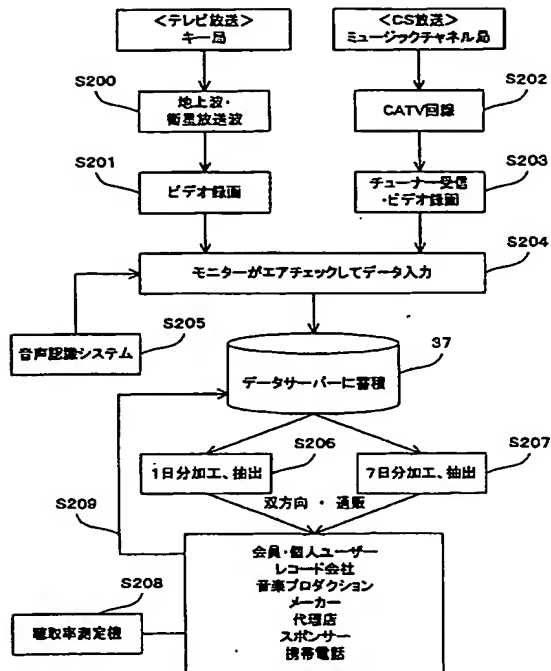 <テレビ放送>
キー局
<CS放送>
ミュージックチャネル局
S200
地上波・
衛星放送波
S202
CATV回線
S201
ビデオ録画
S203
チューナー受信
・ビデオ録画
S204
モニターがエアチェックしてデータ入力
S205
音声認識システム
37
データサーバーに蓄積
S206
1日分加工、抽出
S207
7日分加工、抽出
双方向 ・ 通販
S209
会員・個人ユーザー
レコード会社
音楽プロダクション
メーカー
代理店
スポンサー
携帯電話
S208
聴取率測定機